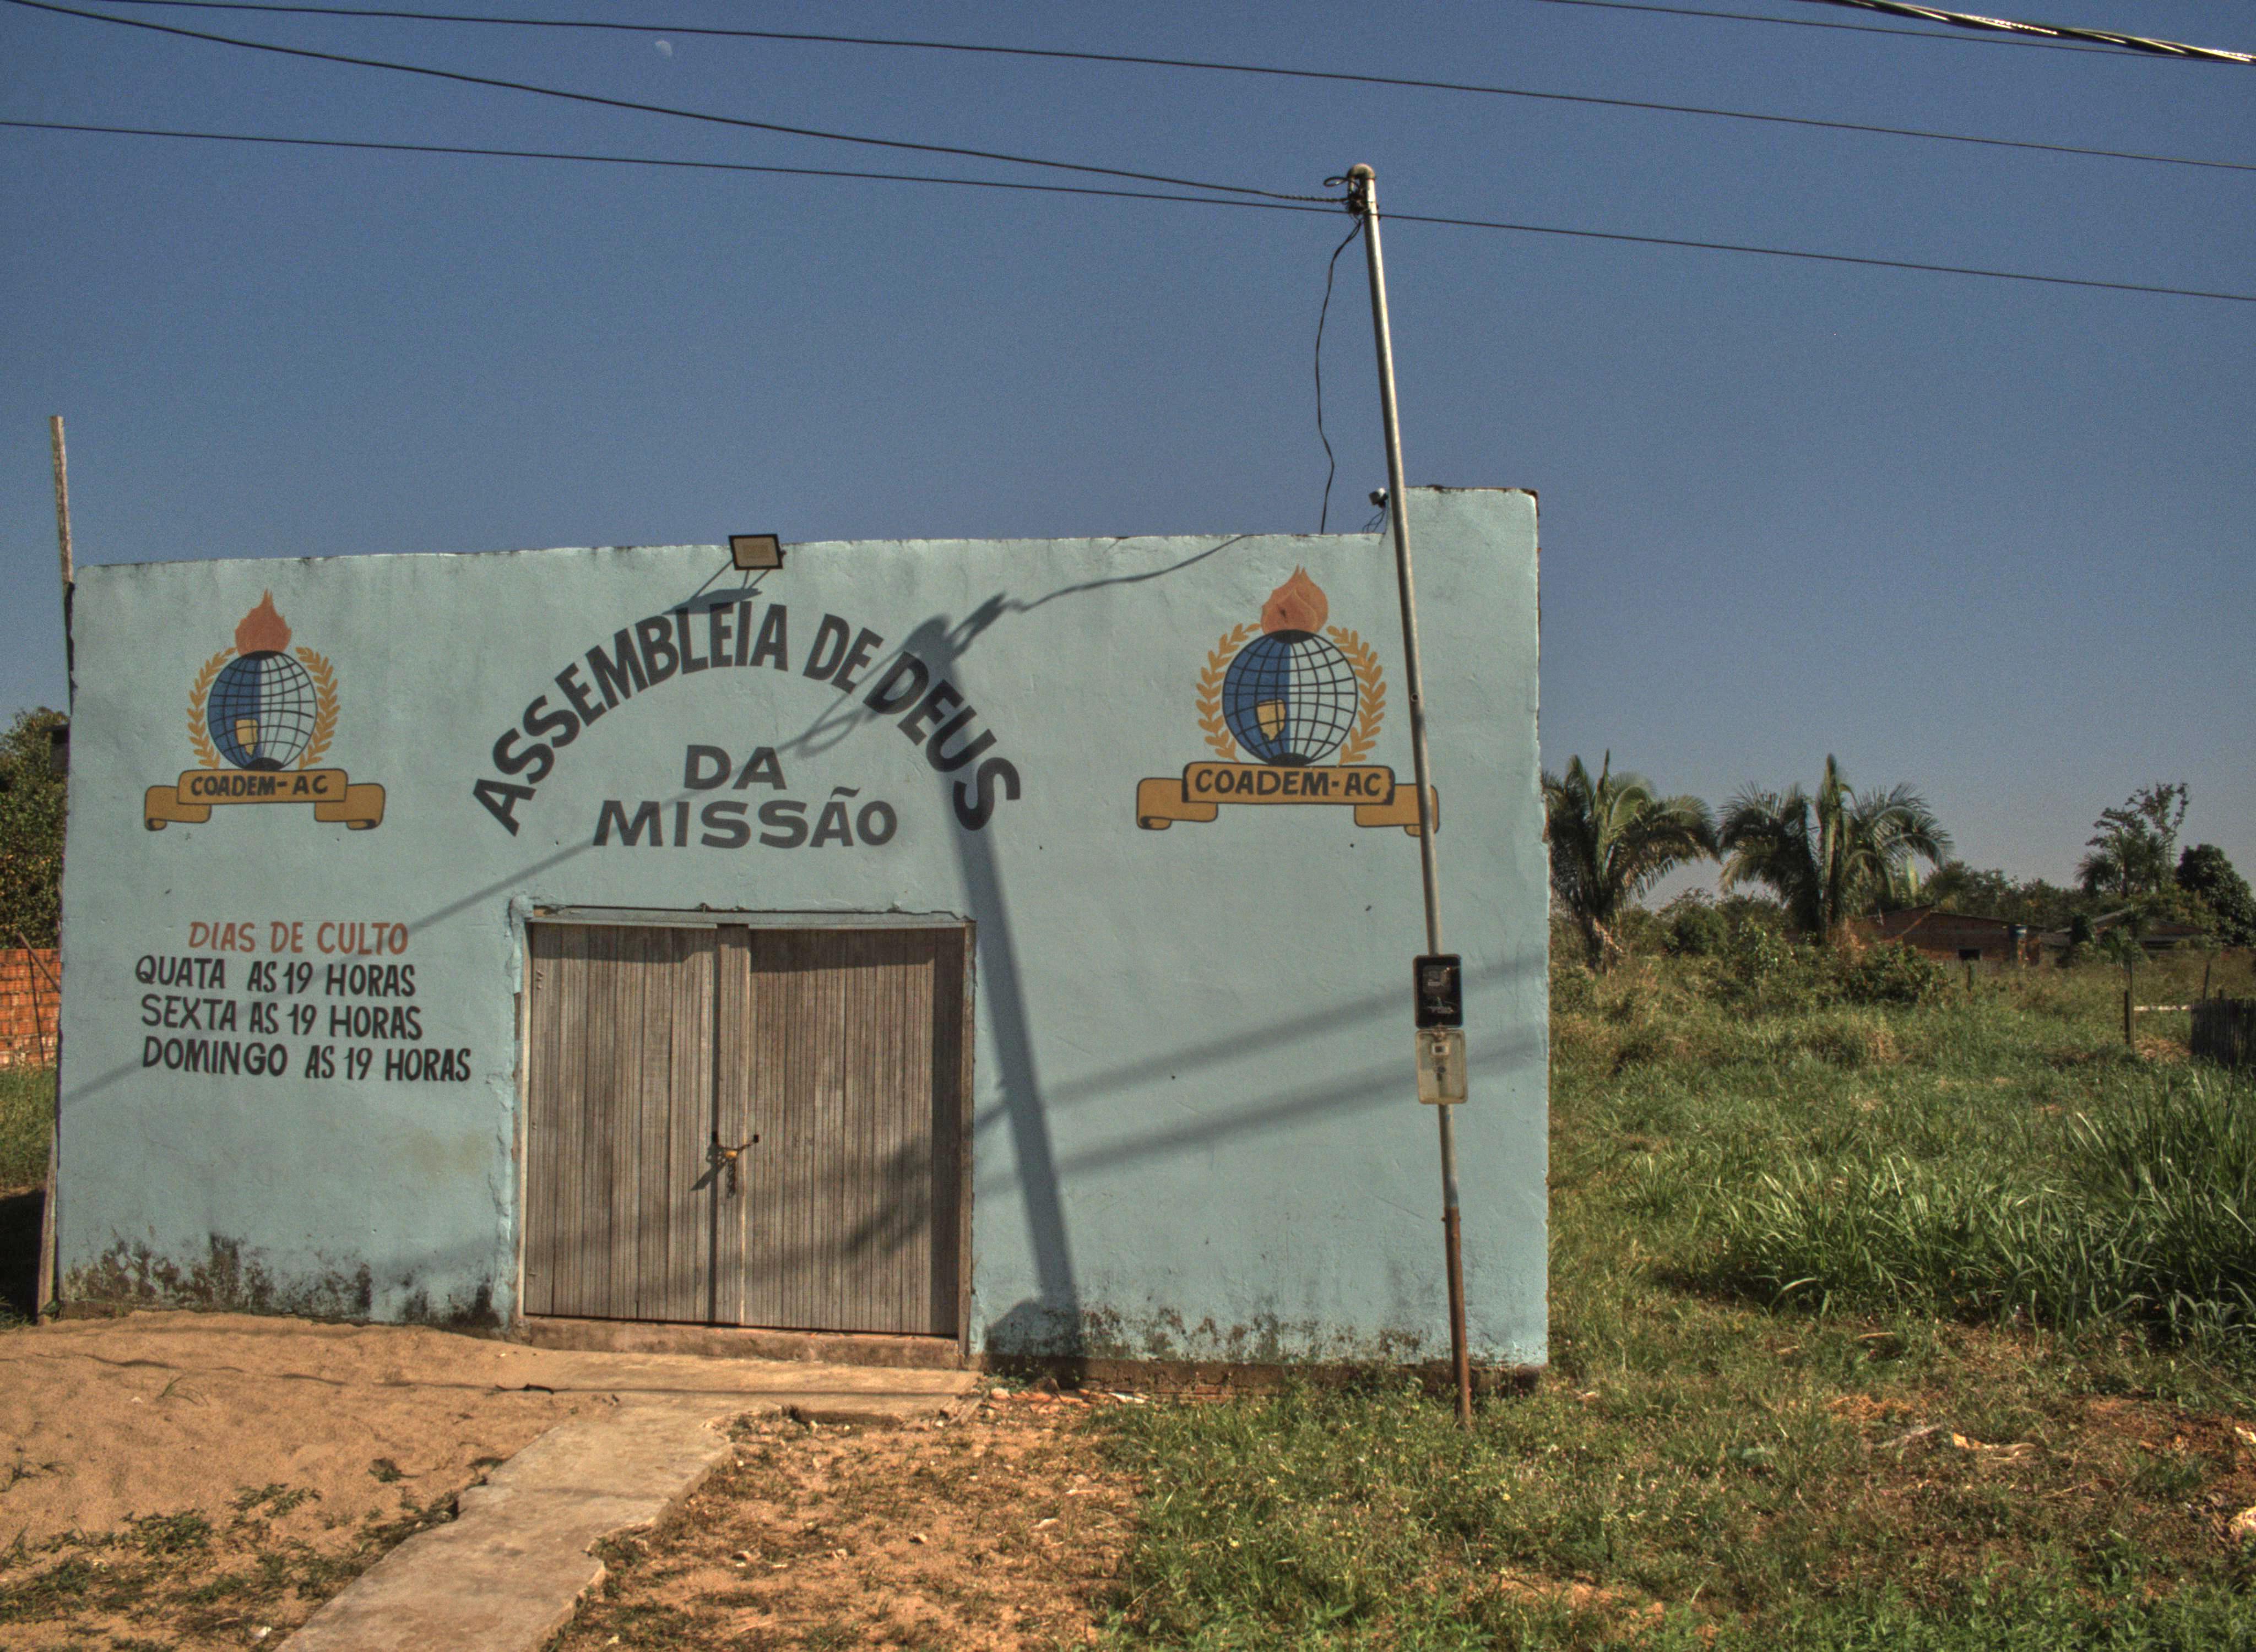 ASSEMBLEIA DE DEUS
DA
MISSÃO
COADEM-AC
COADEM-AC
DIAS DE CULTO
QUATA AS 19 HORAS
SEXTA AS 19 HORAS
DOMINGO AS 19 HORAS